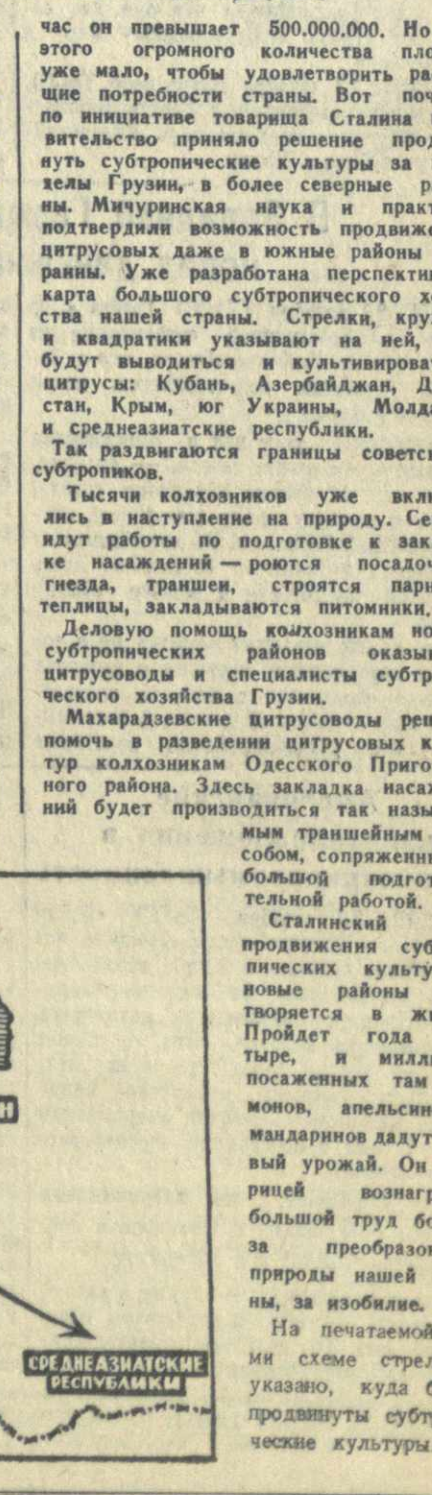 час он превышает 500.000.000. Но
этого огромного количества пло
уже мало, чтобы удовлетворить ра
щие потребности страны. Вот поч
по инициативе товарища Сталина
вительство приняло решение прод
нуть субтропические культуры за
делы Грузии, в более северные р
ны. Мичуринская наука и практ
подтвердили возможность продвиже
цитрусовых даже в южные районы
раины. Уже разработана перспекти
карта большого субтропического х
ства нашей страны. Стрелки, кру
и квадратики указывают на ней,
будут выводиться и культивироват
цитрусы: Кубань, Азербайджан, Д
стан, Крым, юг Украины, Молда
и среднеазиатские республики.
Так раздвигаются границы советс
субтропиков.
Тысячи колхозников уже вклю
лись в наступление на природу. Се
идут работы по подготовке к зак
ке насаждений — роются посадоч
гнезда, траншеи, строятся парн
теплицы, закладываются питомники.
Деловую помощь колхозникам но
субтропических районов оказы
цитрусоводы и специалисты субтр
ческого хозяйства Грузии.
Махарадзевские цитрусоводы реш
помочь в разведении цитрусовых к
тур колхозникам Одесского Приго
ного района. Здесь закладка насаж
ний будет производиться так назы
мым траншейным
собом, сопряженны
большой подгот
тельной работой.
Сталинский
продвижения суб
пических культу
новые районы
творяется в жи
Пройдет года
тыре, и милли
посаженных там
монов, апельсин
мандаринов дадут
вый урожай. Он
рицей вознагр
большой труд бо
за преобразо
природы нашей
ны, за изобилие.
На печатаемой
ми схеме стрел
указано, куда б
продвинуты субт
ческие культуры.
Н
СРЕДНЕАЗИАТСКИЕ
РЕСПУБЛИКИ